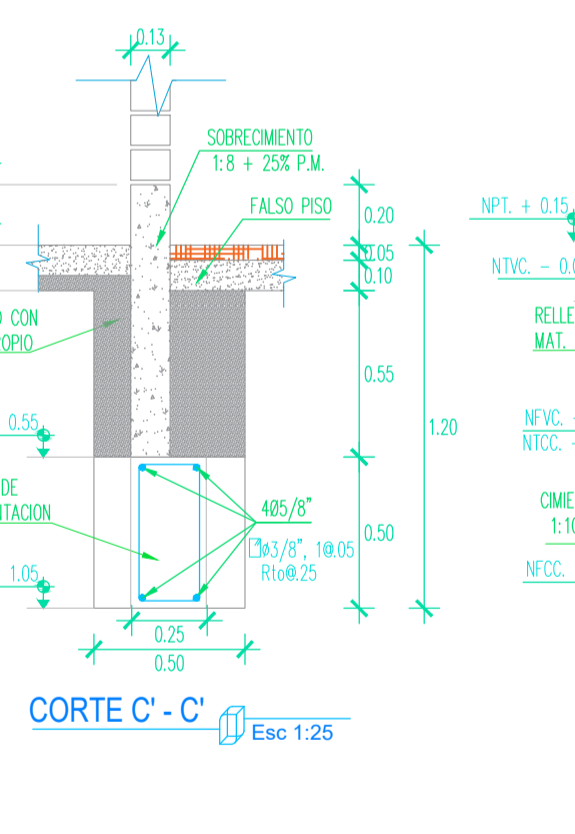 0.13
SOBRECIMIENTO
1:8 + 25% P.M.
FALSO PISO
0.20
0.05
0.10
NPT. + 0.15
NTVC. - 0.0
CON
OPIO
RELLE
MAT.
0.55
0.55
1.20
NFVC.
NTCC. -
DE
TACION
4Ø5/8"
ø3/8", 1@.05
Rto@.25
0.50
CIMIE
1:10
1.05
NFCC.
0.25
0.50
CORTE C' - C'
Esc 1:25